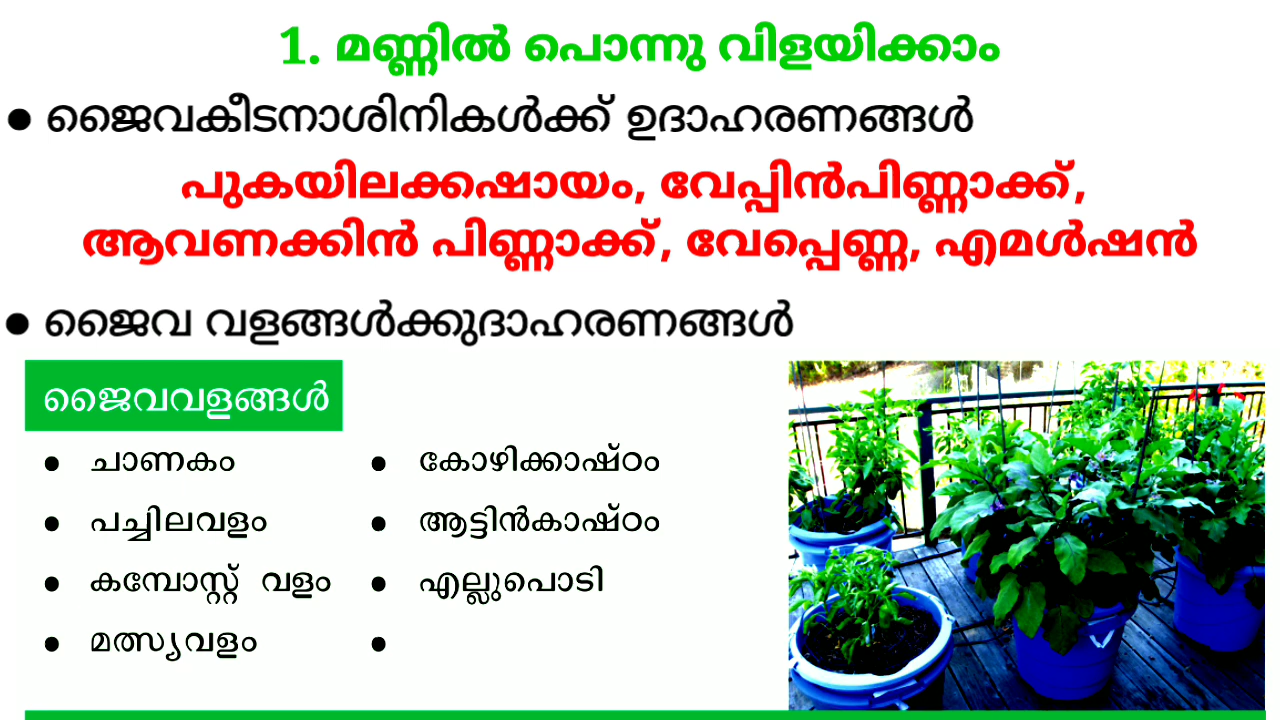 1. മണ്ണിൽ പൊന്നു വിളയിക്കാം
● ജൈവകീടനാശിനികൾക്ക് ഉദാഹരണങ്ങൾ
പുകയിലക്കഷായം, വേപ്പിൻപിണ്ണാക്ക്,
ആവണക്കിൻ പിണ്ണാക്ക്, വേപ്പെണ്ണ, എമൾഷൻ
● ജൈവ വളങ്ങൾക്കുദാഹരണങ്ങൾ
ജൈവവളങ്ങൾ
● ചാണകം
● പച്ചിലവളം
● കമ്പോസ്റ്റ് വളം
● മത്സ്യവളം
● കോഴിക്കാഷ്ഠം
● ആട്ടിൻകാഷ്ഠം
● എല്ലുപൊടി
●